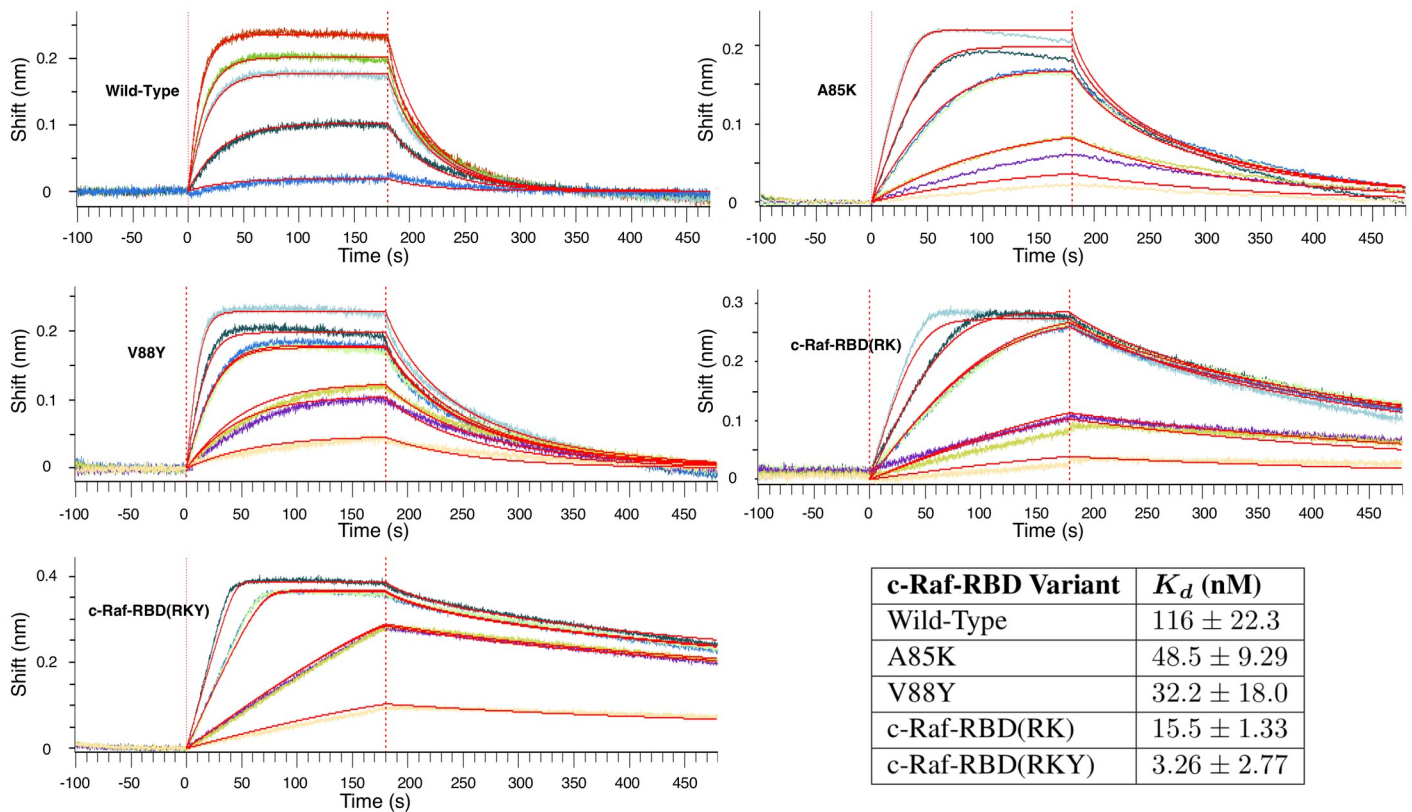 Shift (nm)
0.2
0.1
0
Wild-Type
-100 -50 0 50 100 150 200 250 300 350 400 450
Time (s)
Shift (nm)
0.2
0.1
0
A85K
-100 -50 0 50 100 150 200 250 300 350 400 450
Time (s)
Shift (nm)
0.2
0.1
0
V88Y
-100 -50 0 50 100 150 200 250 300 350 400 450
Time (s)
Shift (nm)
0.3
0.2
0.1
0
c-Raf-RBD(RK)
-100 -50 0 50 100 150 200 250 300 350 400 450
Time (s)
Shift (nm)
0.4
0.2
0
c-Raf-RBD(RKY)
-100 -50 0 50 100 150 200 250 300 350 400 450
Time (s)
c-Raf-RBD Variant K_d (nM)
Wild-Type 116 ± 22.3
A85K 48.5 ± 9.29
V88Y 32.2 ± 18.0
c-Raf-RBD(RK) 15.5 ± 1.33
c-Raf-RBD(RKY) 3.26 ± 2.77